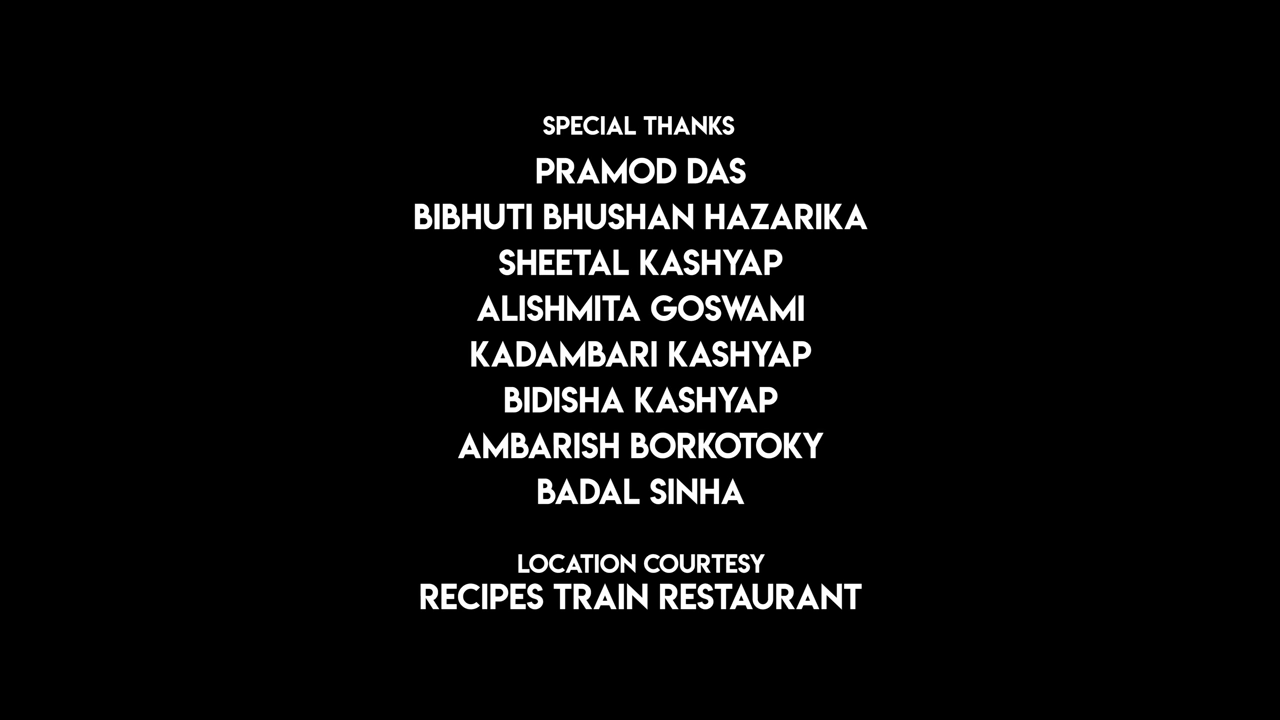 SPECIAL THANKS
PRAMOD DAS
BIBHUTI BHUSHAN HAZARIKA
SHEETAL KASHYAP
ALISHMITA GOSWAMI
KADAMBARI KASHYAP
BIDISHA KASHYAP
AMBARISH BORKOTOKY
BADAL SINHA
LOCATION COURTESY
RECIPES TRAIN RESTAURANT